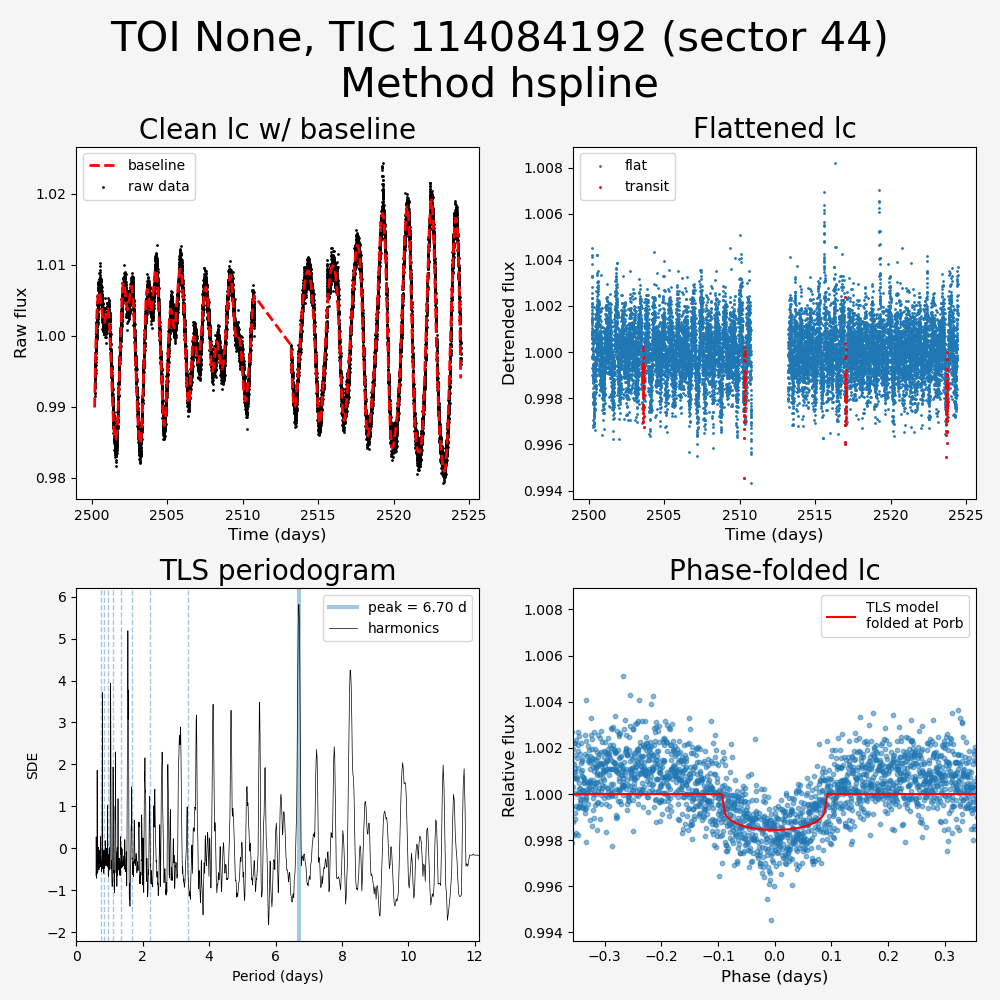 TOI None, TIC 114084192 (sector 44)
Method hspline
Clean lc w/ baseline
baseline
raw data
Raw flux
1.02
1.01
1.00
0.99
0.98
2500
2505
2510
2515
2520
2525
Time (days)
Flattened lc
flat
transit
Detrended flux
1.008
1.006
1.004
1.002
1.000
0.998
0.996
0.994
2500
2505
2510
2515
2520
2525
Time (days)
TLS periodogram
peak = 6.70 d
harmonics
SDE
6
5
4
3
2
1
0
−1
−2
0
2
4
6
8
10
12
Period (days)
Phase-folded lc
TLS model
folded at Porb
Relative flux
1.008
1.006
1.004
1.002
1.000
0.998
0.996
0.994
−0.3
−0.2
−0.1
0.0
0.1
0.2
0.3
Phase (days)